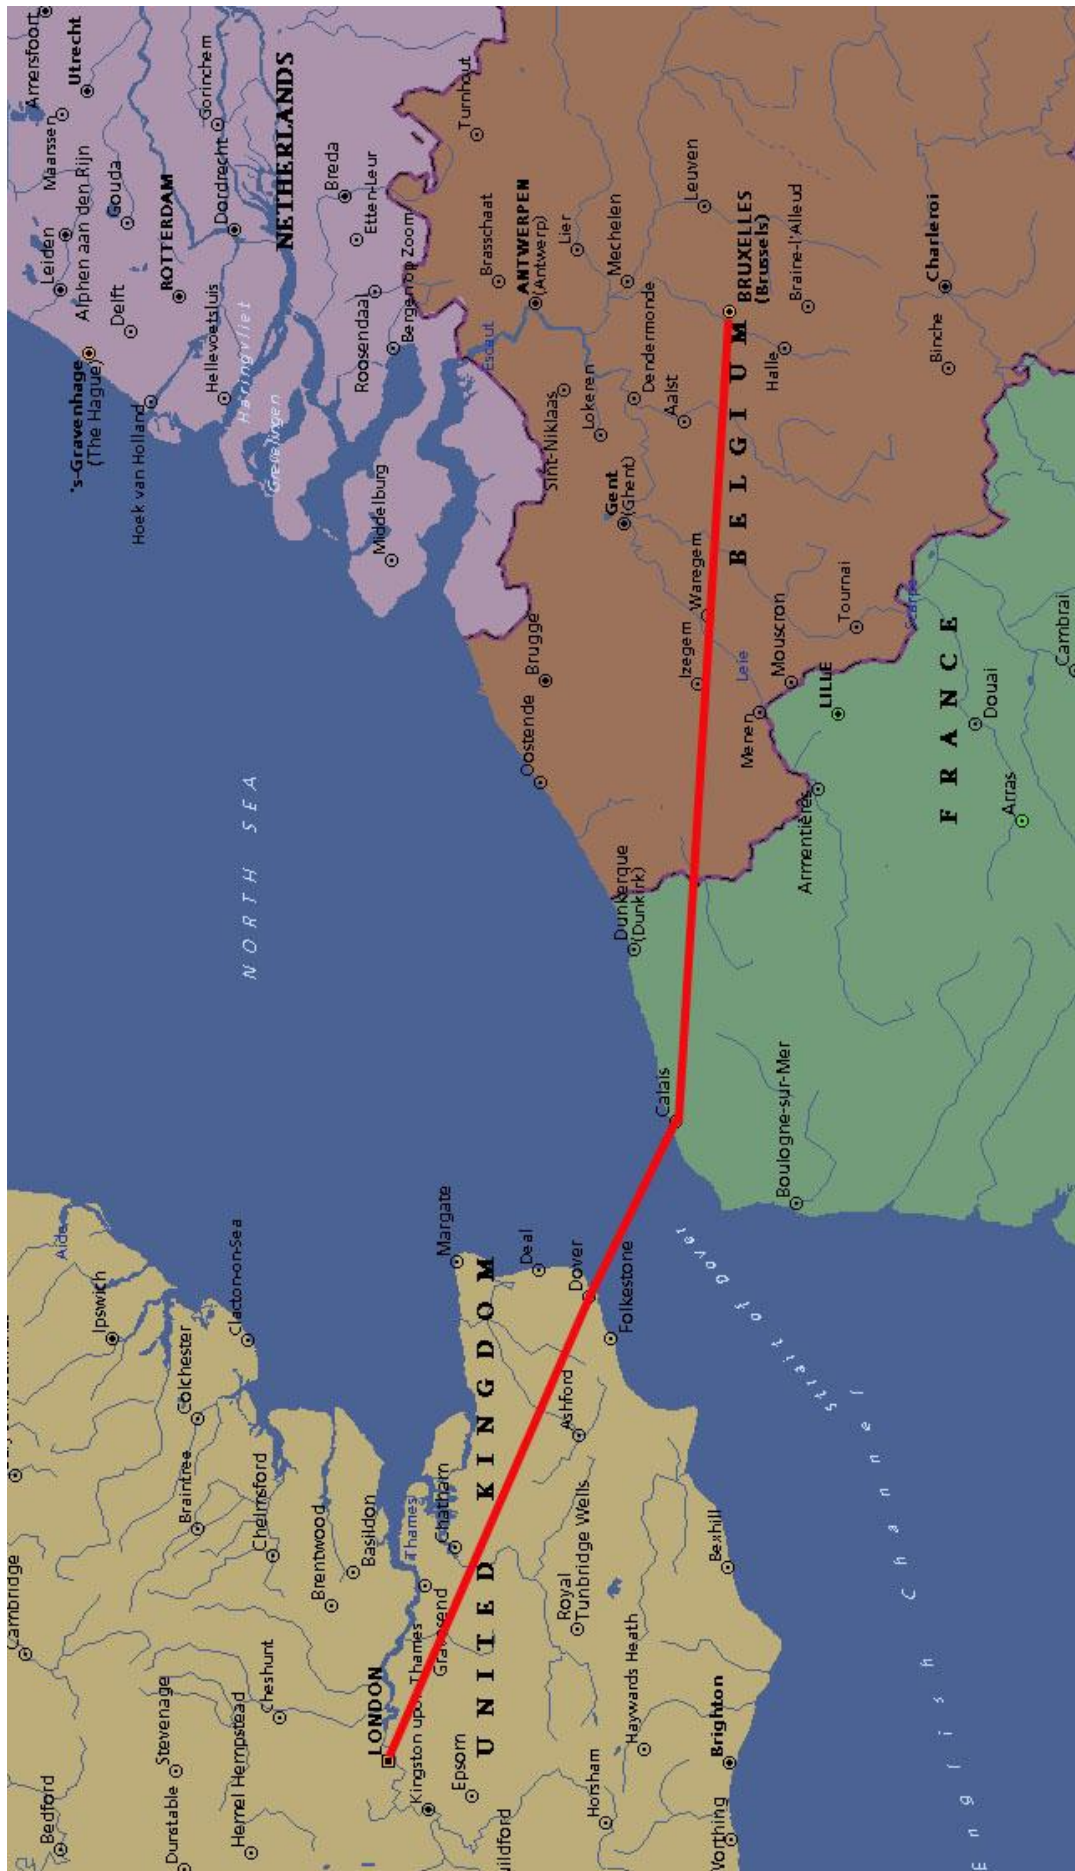 Bedford
Cambridge
Dunstable
Stevenage
Hemel Hempstead
Cheshunt
Braintree
Colchester
Ipswich
Alde
Chelmsford
Clacton-on-Sea
Brentwood
Basildon
LONDON
Thames
Kingston upon Thames
Gravesend
Chatham
Margate
Epsom
UNITED KINGDOM
Deal
Dover
Folkestone
Ashford
Royal
Tunbridge Wells
Horsham
Haywards Heath
Worthing
Brighton
Bexhill
English Channel
Strait of Dover
NORTH SEA
Calais
Boulogne-sur-Mer
Dunkerque
(Dunkirk)
Armentières
LILLE
Arras
Douai
Cambrai
FRANCE
Scarpe
Oostende
Brugge
Izegem
Waregem
Leie
Menen
Mouscron
Tournai
Gent
(Ghent)
Sint-Niklaas
Lokeren
Dendermonde
Aalst
BELGIUM
Halle
BRUXELLES
(Brussels)
Braine-l'Alleud
Binche
Charleroi
Leuven
Mechelen
Lier
ANTWERPEN
(Antwerp)
Brasschaat
Turnhout
Escaut
Middelburg
Roosendaal
Bergen op Zoom
Etten-Leur
Breda
NETHERLANDS
Grevelingen
Haringvliet
Hellevoetsluis
Hoek van Holland
's-Gravenhage
(The Hague)
Delft
ROTTERDAM
Dordrecht
Gorinchem
Gouda
Alphen aan den Rijn
Leiden
Maarssen
Utrecht
Amersfoort